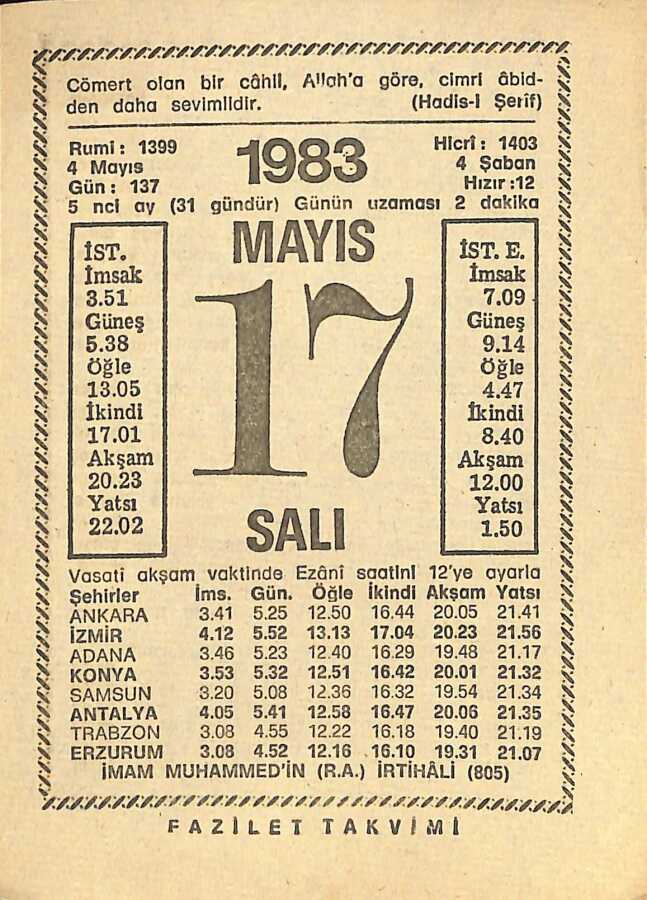 Cömert olan bir câhil, Allah'a göre, cimri âbid-
den daha sevimlidir. (Hadis-i Şerif)
Rumi: 1399 1983 Hicrî: 1403
4 Mayıs 4 Şaban
Gün: 137 Hızır:12
5 nci ay (31 gündür) Günün uzaması 2 dakika
MAYIS
17
SALI
İST.
İmsak
3.51
Güneş
5.38
Öğle
13.05
İkindi
17.01
Akşam
20.23
Yatsı
22.02
İST. E.
İmsak
7.09
Güneş
9.14
Öğle
4.47
İkindi
8.40
Akşam
12.00
Yatsı
1.50
Vasatî akşam vaktinde Ezânî saatini 12'ye ayarla
Şehirler İms. Gün. Öğle İkindi Akşam Yatsı
ANKARA 3.41 5.25 12.50 16.44 20.05 21.41
İZMİR 4.12 5.52 13.13 17.04 20.23 21.56
ADANA 3.46 5.23 12.40 16.29 19.48 21.17
KONYA 3.53 5.32 12.51 16.42 20.01 21.32
SAMSUN 3.20 5.08 12.36 16.32 19.54 21.34
ANTALYA 4.05 5.41 12.58 16.47 20.06 21.35
TRABZON 3.08 4.55 12.22 16.18 19.40 21.19
ERZURUM 3.08 4.52 12.16 16.10 19.31 21.07
İMAM MUHAMMED'İN (R.A.) İRTİHÂLİ (805)
FAZİLET TAKVİMİ